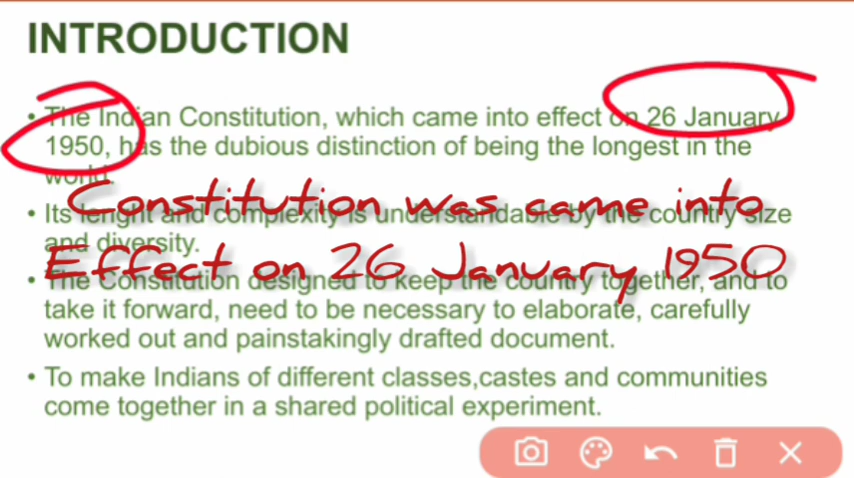 INTRODUCTION
• The Indian Constitution, which came into effect on 26 January
1950, has the dubious distinction of being the longest in the
world.
Constitution was came into
• Its lenght and complexity is understandable by the country size
and diversity.
Effect on 26 January 1950
• The Constitution designed to keep the country together, and to
take it forward, need to be necessary to elaborate, carefully
worked out and painstakingly drafted document.
• To make Indians of different classes,castes and communities
come together in a shared political experiment.